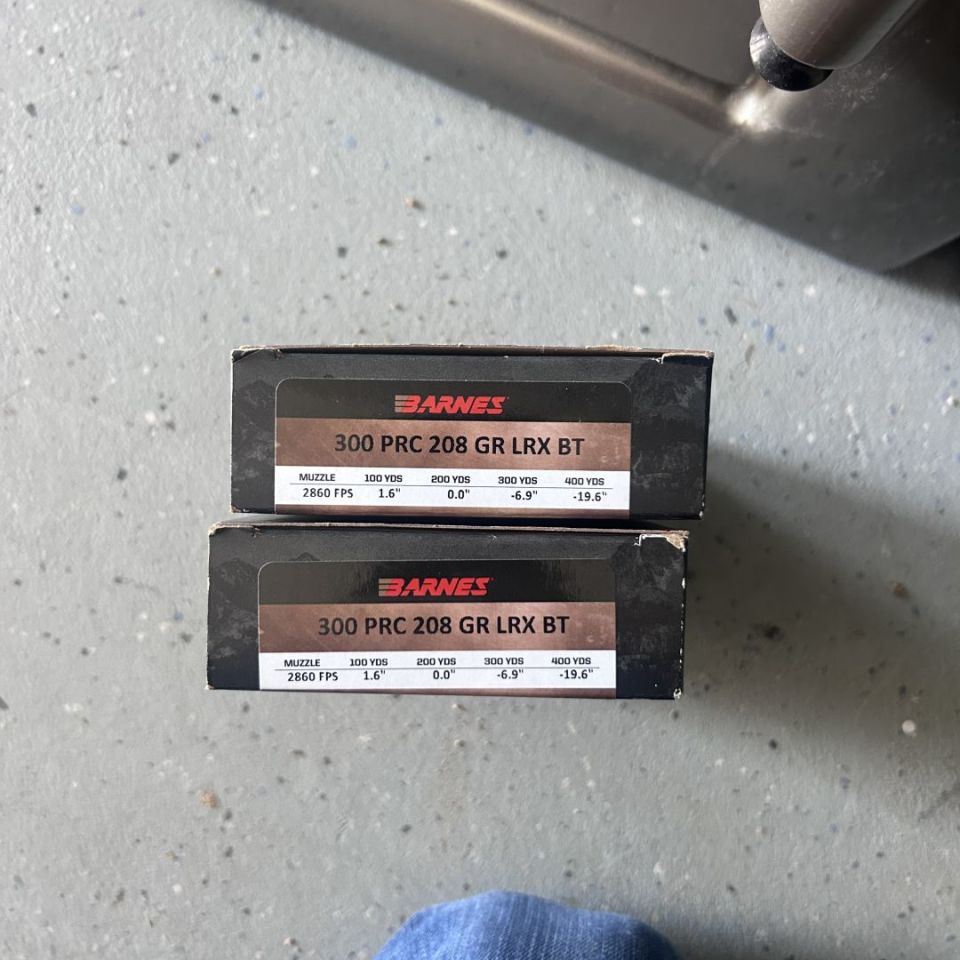 BARNES
300 PRC 208 GR LRX BT
MUZZLE 100 YDS 200 YDS 300 YDS 400 YDS
2860 FPS 1.6" 0.0" -6.9" -19.6"
BARNES
300 PRC 208 GR LRX BT
MUZZLE 100 YDS 200 YDS 300 YDS 400 YDS
2860 FPS 1.6" 0.0" -6.9" -19.6"